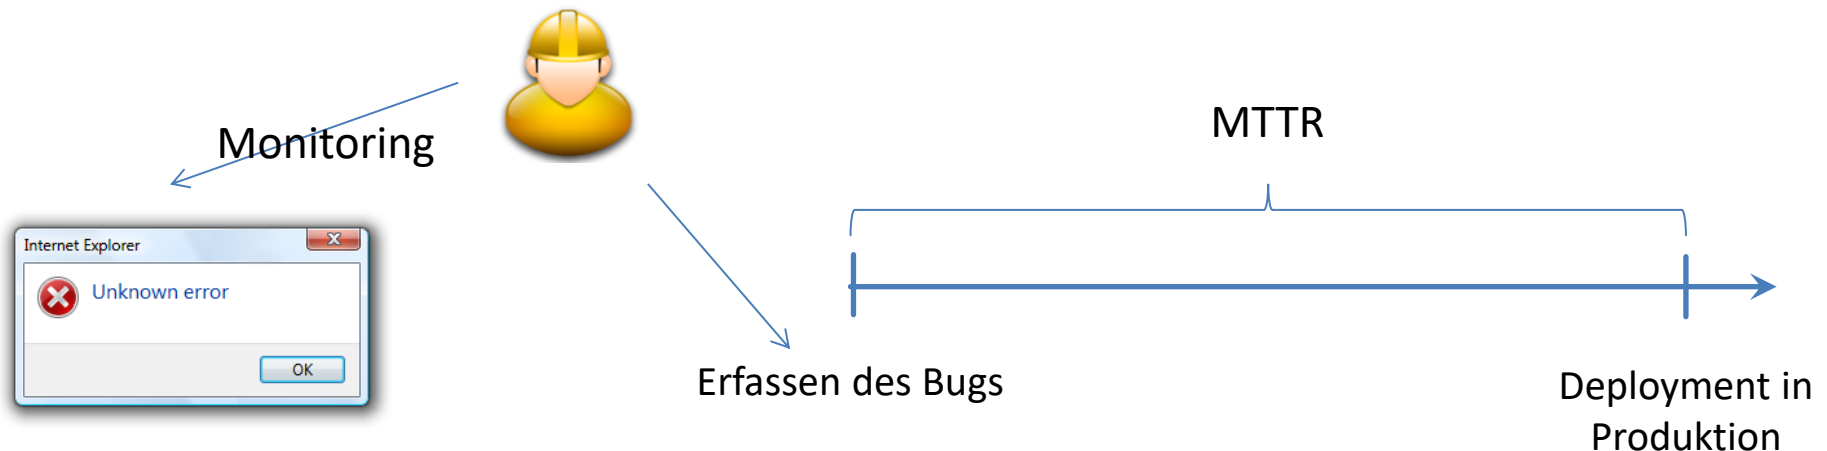 Monitoring
MTTR
Internet Explorer
Unknown error
OK
Erfassen des Bugs
Deployment in
Produktion